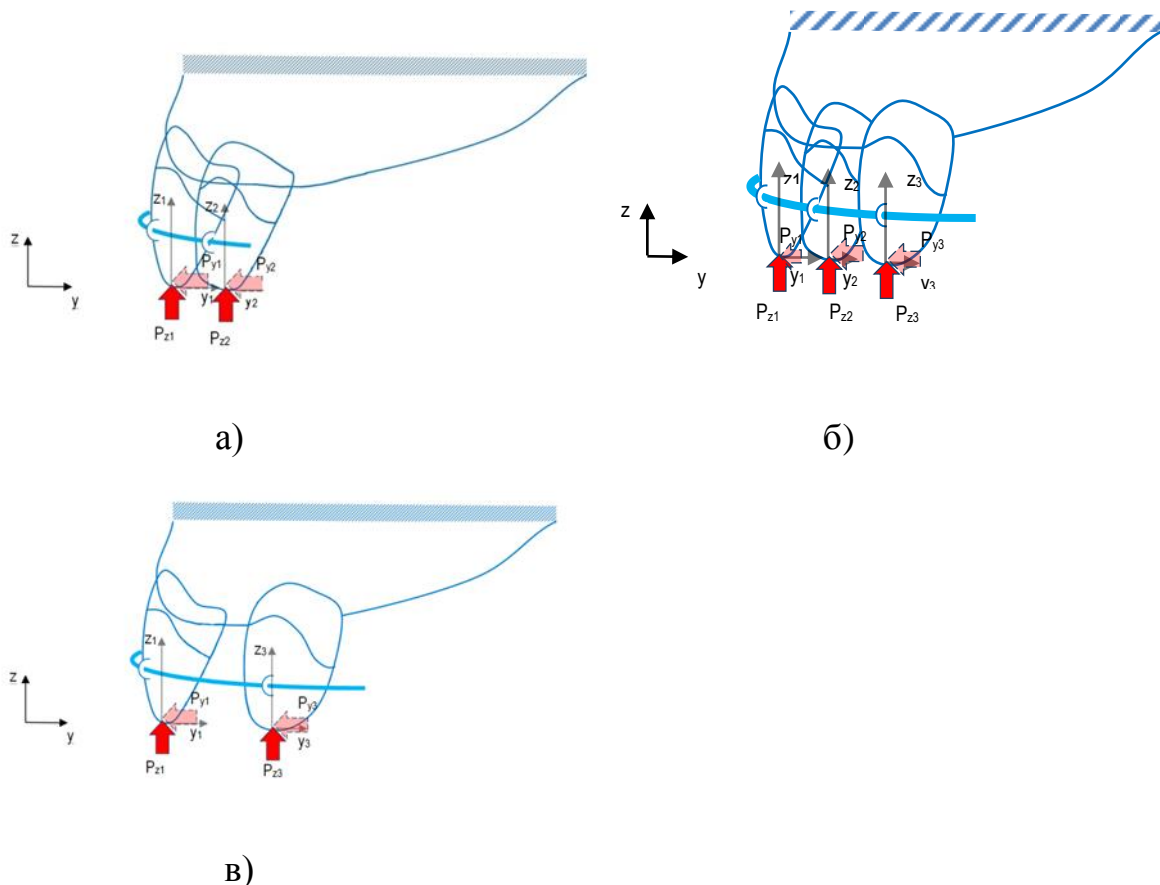 z1 z2
z
Py1 Py2
y y1 y2
Pz1 Pz2
а)
z1 z2 z3
z
Py1 Py2 Py3
y y1 y2 y3
Pz1 Pz2 Pz3
б)
z1 z3
z
Py1 Py3
y y1 y3
Pz1 Pz3
в)